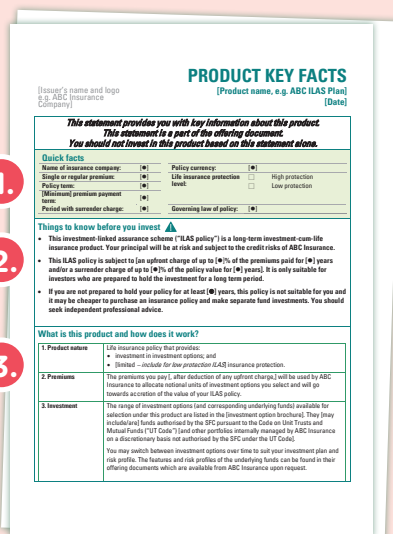 PRODUCT KEY FACTS
[Issuer's name and logo
e.g. ABC Insurance
Company]
[Product name, e.g. ABC ILAS Plan]
[Date]
This statement provides you with key information about this product.
This statement is a part of the offering document.
You should not invest in this product based on this statement alone.
1.
Quick facts
Name of insurance company: [●] Policy currency: [●]
Single or regular premium: [●] Life insurance protection □ High protection
Policy term: [●] level: □ Low protection
[Minimum] premium payment
term: [●]
Period with surrender charge: [●] Governing law of policy: [●]
2.
Things to know before you invest
• This investment-linked assurance scheme ("ILAS policy") is a long-term investment-cum-life
insurance product. Your principal will be at risk and subject to the credit risks of ABC Insurance.
• This ILAS policy is subject to [an upfront charge of up to [●]% of the premiums paid for [●] years
and/or a surrender charge of up to [●]% of the policy value for [●] years]. It is only suitable for
investors who are prepared to hold the investment for a long term period.
• If you are not prepared to hold your policy for at least [●] years, this policy is not suitable for you and
it may be cheaper to purchase an insurance policy and make separate fund investments. You should
seek independent professional advice.
3.
What is this product and how does it work?
1. Product nature
Life insurance policy that provides:
• investment in investment options; and
• [limited – include for low protection ILAS] insurance protection.
2. Premiums
The premiums you pay [, after deduction of any upfront charge,] will be used by ABC
Insurance to allocate notional units of investment options you select and will go
towards accretion of the value of your ILAS policy.
3. Investment
The range of investment options (and corresponding underlying funds) available for
selection under this product are listed in the [investment option brochure]. They [may
include/are] funds authorised by the SFC pursuant to the Code on Unit Trusts and
Mutual Funds ("UT Code") [and other portfolios internally managed by ABC Insurance
on a discretionary basis not authorised by the SFC under the UT Code].
You may switch between investment options over time to suit your investment plan and
risk profile. The features and risk profiles of the underlying funds can be found in their
offering documents which are available from ABC Insurance upon request.